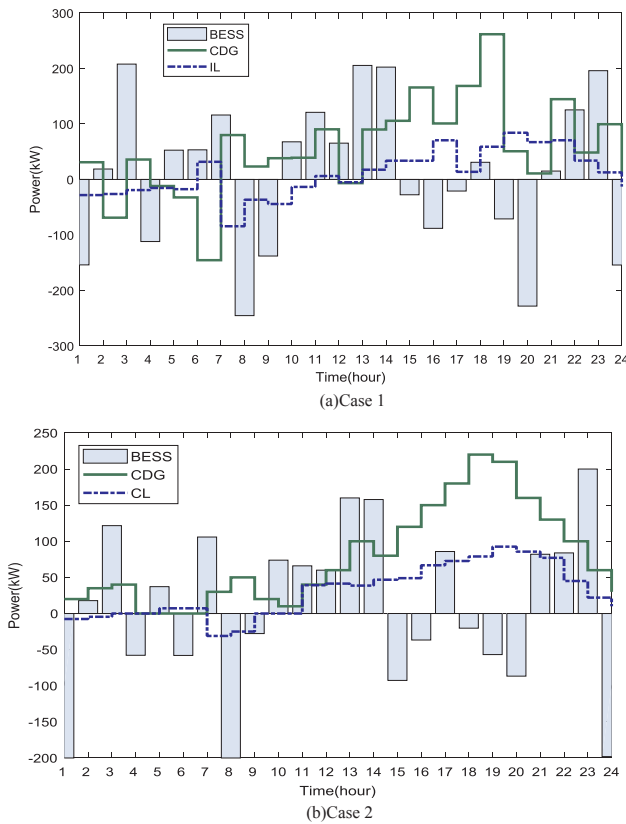 300
200
100
0
-100
-200
-300
Power(kW)
BESS
CDG
IL
1 2 3 4 5 6 7 8 9 10 11 12 13 14 15 16 17 18 19 20 21 22 23 24
Time(hour)
(a)Case 1
250
200
150
100
50
0
-50
-100
-150
-200
Power(kW)
BESS
CDG
CL
1 2 3 4 5 6 7 8 9 10 11 12 13 14 15 16 17 18 19 20 21 22 23 24
Time(hour)
(b)Case 2